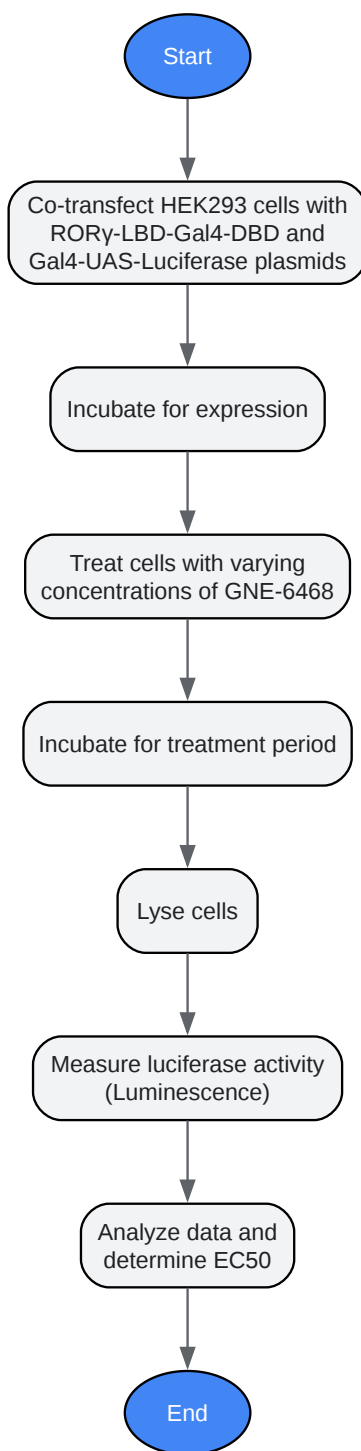 Start
Co-transfect HEK293 cells with
RORγ-LBD-Gal4-DBD and
Gal4-UAS-Luciferase plasmids
Incubate for expression
Treat cells with varying
concentrations of GNE-6468
Incubate for treatment period
Lyse cells
Measure luciferase activity
(Luminescence)
Analyze data and
determine EC50
End